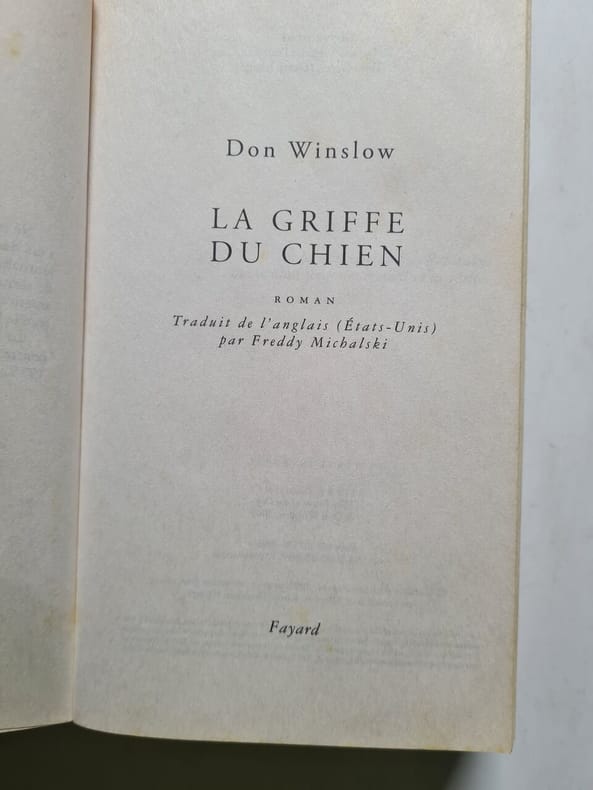 Don Winslow
LA GRIFFE
DU CHIEN
ROMAN
Traduit de l'anglais (États-Unis)
par Freddy Michalski
Fayard